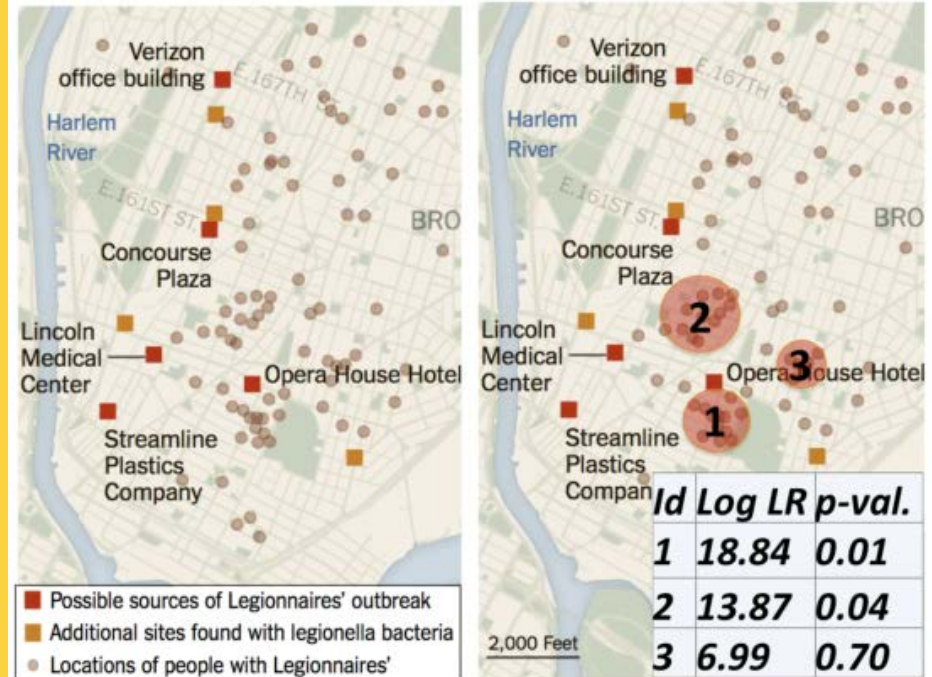 Verizon
office building
E.167TH ST.
Harlem
River
E.161ST ST.
BRO
Concourse
Plaza
Lincoln
Medical
Center
Opera House Hotel
Streamline
Plastics
Company
Possible sources of Legionnaires' outbreak
Additional sites found with legionella bacteria
Locations of people with Legionnaires'
Verizon
office building
E.167TH ST.
Harlem
River
E.161ST ST.
BRO
Concourse
Plaza
2
Lincoln
Medical
Center
3
Opera House Hotel
1
Streamline
Plastics
Compan
2,000 Feet
Id Log LR p-val.
1 18.84 0.01
2 13.87 0.04
3 6.99 0.70